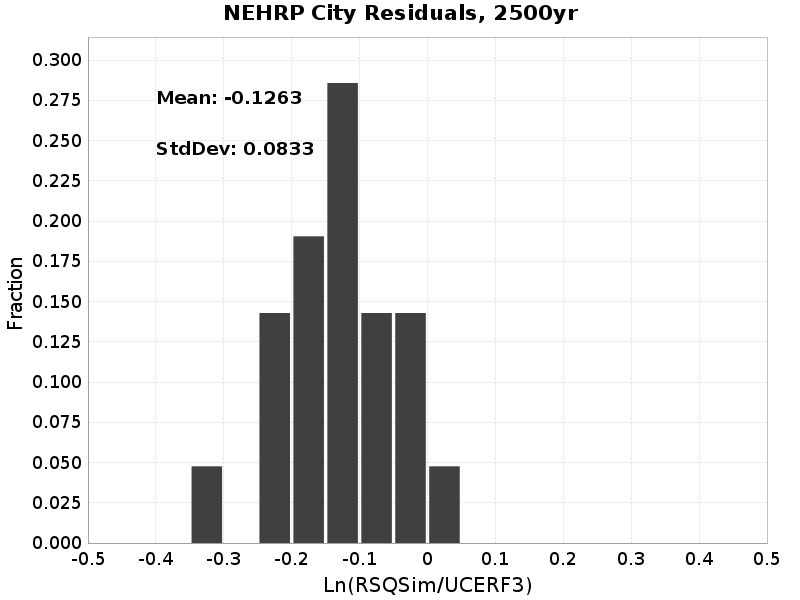 NEHRP City Residuals, 2500yr
Mean: -0.1263
StdDev: 0.0833
Fraction
0.300
0.275
0.250
0.225
0.200
0.175
0.150
0.125
0.100
0.075
0.050
0.025
0.000
-0.5 -0.4 -0.3 -0.2 -0.1 0 0.1 0.2 0.3 0.4 0.5
Ln(RSQSim/UCERF3)